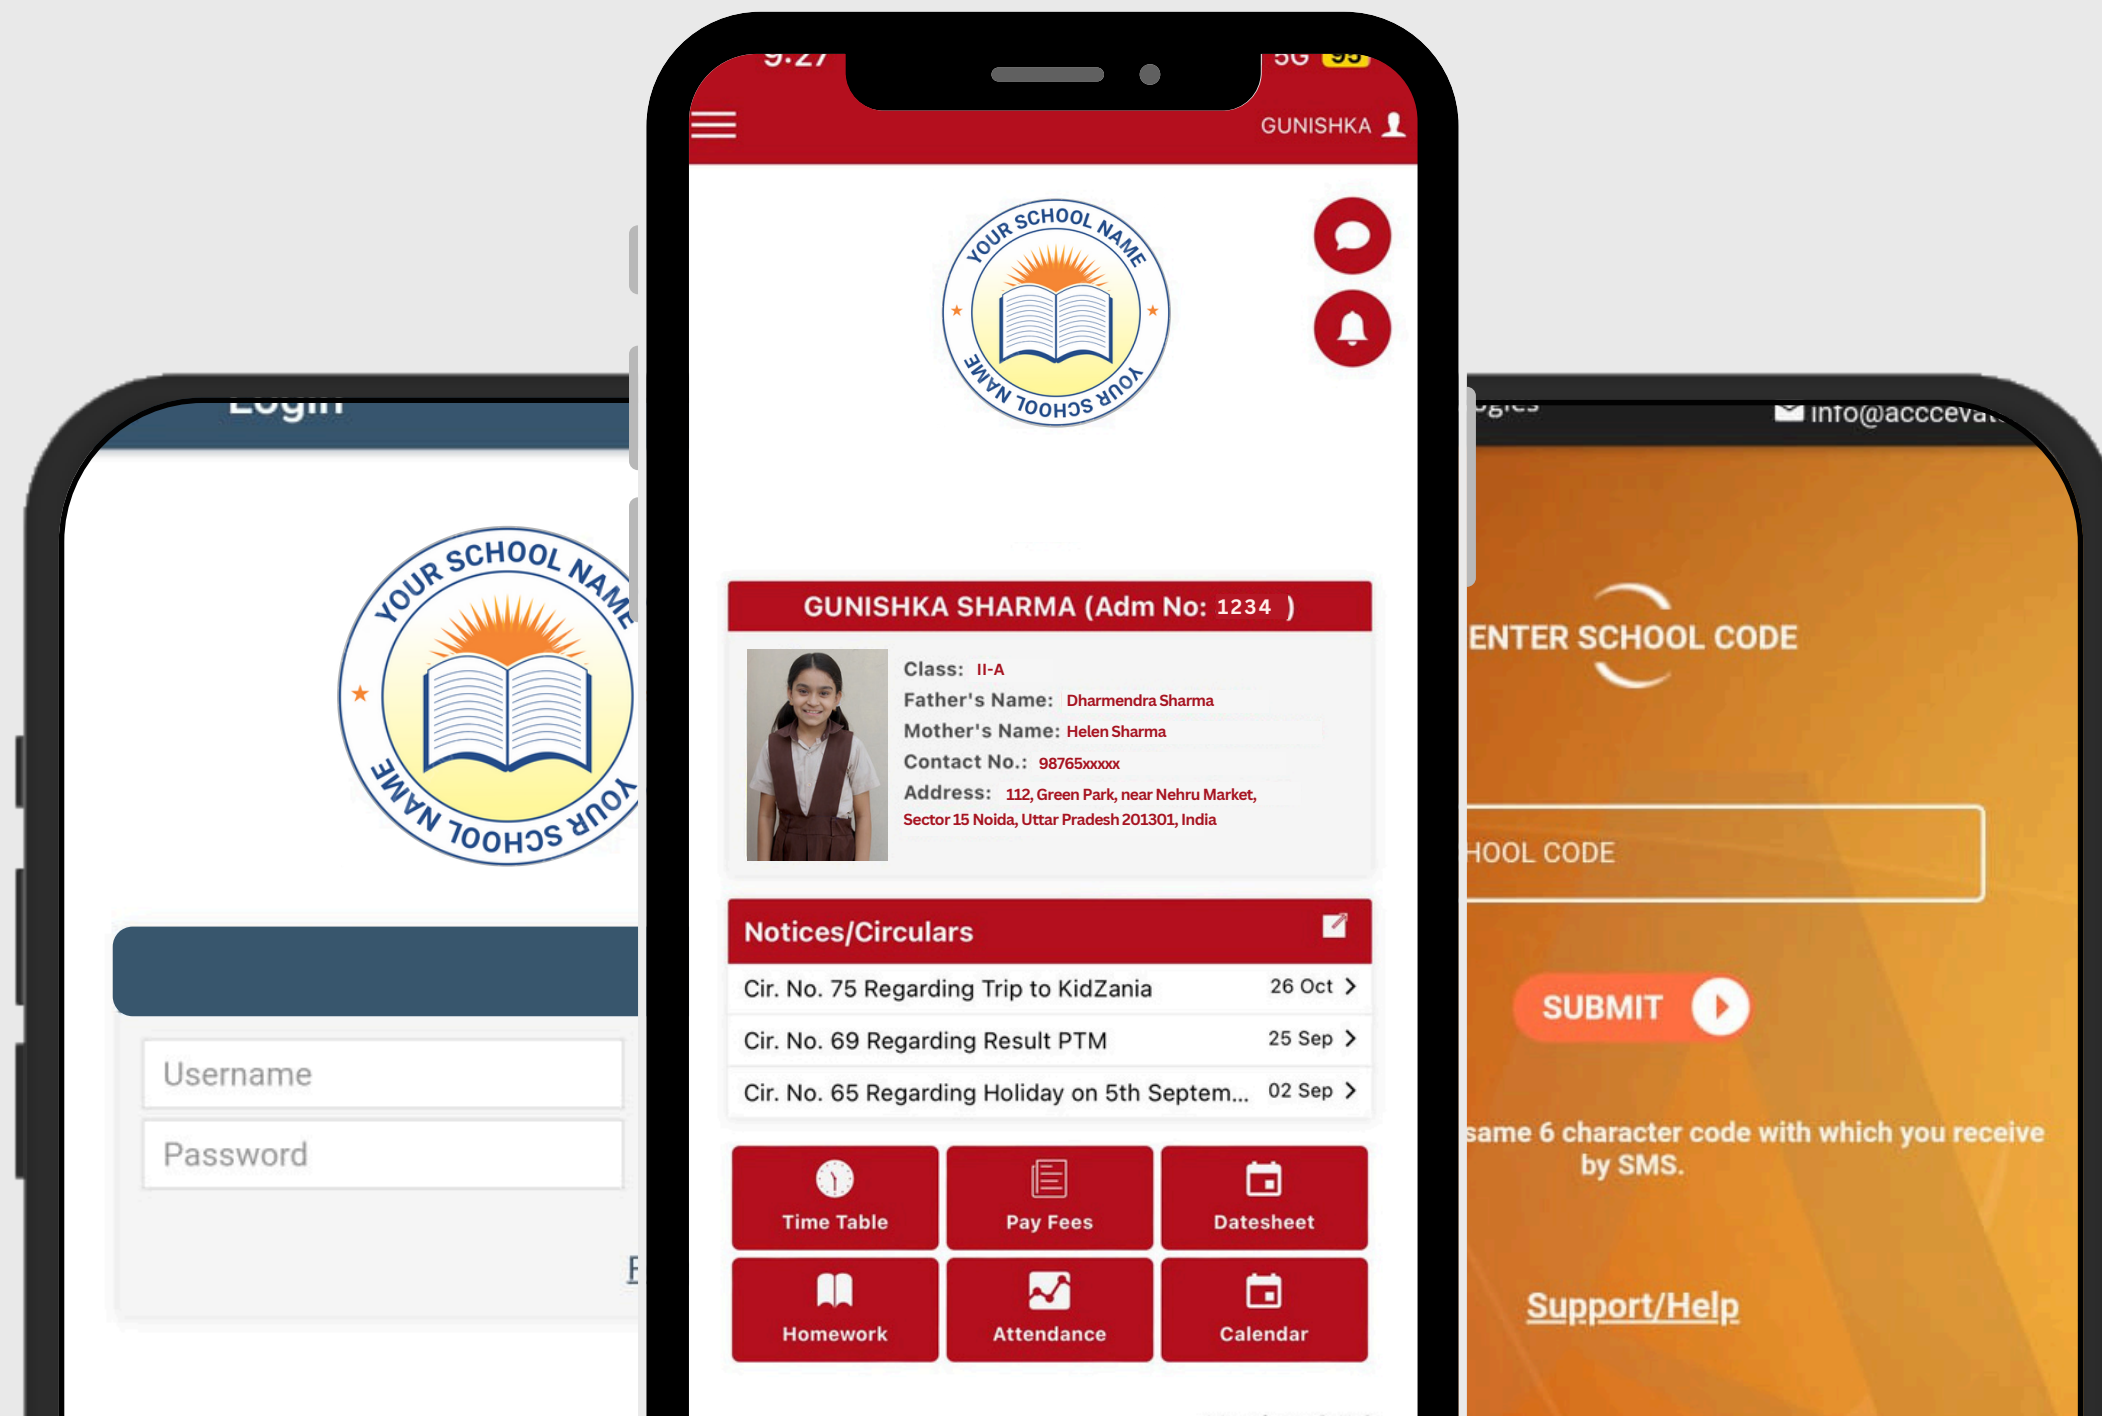 Login
YOUR SCHOOL NAME
YOUR SCHOOL NAME
Username
Password
9:27
5G 95
GUNISHKA
YOUR SCHOOL NAME
YOUR SCHOOL NAME
GUNISHKA SHARMA (Adm No: 1234 )
Class: II-A
Father's Name: Dharmendra Sharma
Mother's Name: Helen Sharma
Contact No.: 98765xxxxx
Address: 112, Green Park, near Nehru Market,
Sector 15 Noida, Uttar Pradesh 201301, India
Notices/Circulars
Cir. No. 75 Regarding Trip to KidZania 26 Oct
Cir. No. 69 Regarding Result PTM 25 Sep
Cir. No. 65 Regarding Holiday on 5th Septem... 02 Sep
Time Table
Pay Fees
Datesheet
Homework
Attendance
Calendar
ENTER SCHOOL CODE
HOOL CODE
SUBMIT
same 6 character code with which you receive
by SMS.
Support/Help